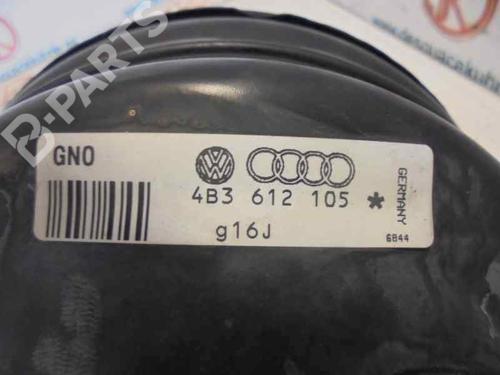 B-PARTS
GNO
4B3 612 105 *
g16J
GERMANY
6844